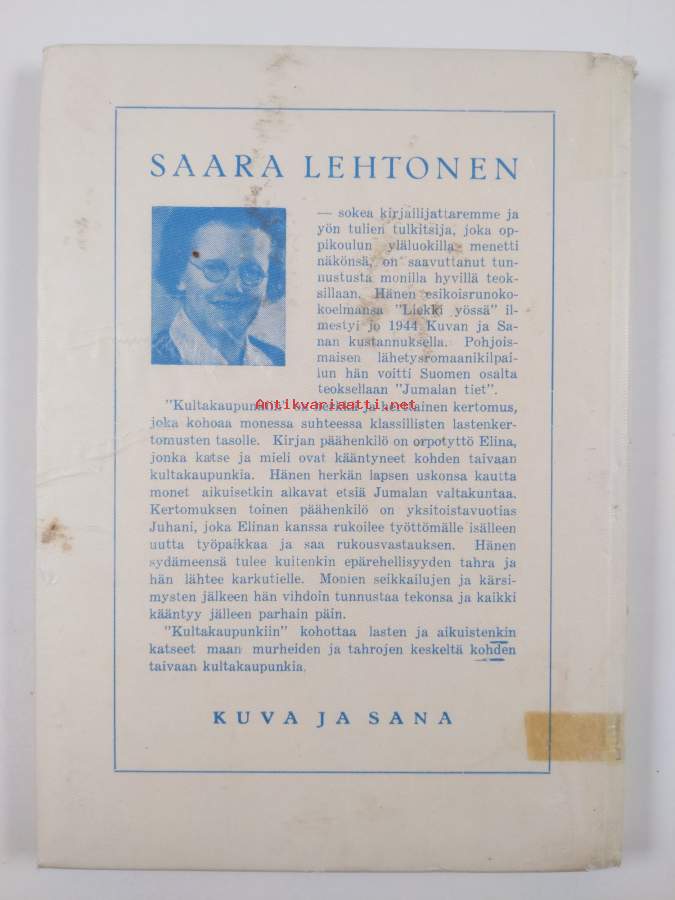 SAARA LEHTONEN
— sokea kirjailijattaremme ja
yön tulien tulkitsija, joka op-
pikoulun yläluokilla menetti
näkönsä, on saavuttanut tun-
nustusta monilla hyvillä teok-
sillaan. Hänen esikoisrunoko-
koelmansa "Liekki yössä" il-
mestyi jo 1944 Kuvan ja Sa-
nan kustannuksella. Pohjois-
maisen lähetysromaanikilpai-
lun hän voitti Suomen osalta
teoksellaan "Jumalan tiet".
Antikvariaatti.net
"Kultakaupunkiin" on herkkä ja herttainen kertomus,
joka kohoaa monessa suhteessa klassillisten lastenker-
tomusten tasolle. Kirjan päähenkilö on orpotyttö Elina,
jonka katse ja mieli ovat kääntyneet kohden taivaan
kultakaupunkia. Hänen herkän lapsen uskonsa kautta
monet aikuisetkin alkavat etsiä Jumalan valtakuntaa.
Kertomuksen toinen päähenkilö on yksitoistavuotias
Juhani, joka Elinan kanssa rukoilee työttömälle isälleen
uutta työpaikkaa ja saa rukousvastauksen. Hänen
sydämeensä tulee kuitenkin epärehellisyyden tahra ja
hän lähtee karkutielle. Monien seikkailujen ja kärsi-
mysten jälkeen hän vihdoin tunnustaa tekonsa ja kaikki
kääntyy jälleen parhain päin.
"Kultakaupunkiin" kohottaa lasten ja aikuistenkin
katseet maan murheiden ja tahrojen keskeltä kohden
taivaan kultakaupunkia.
KUVA JA SANA